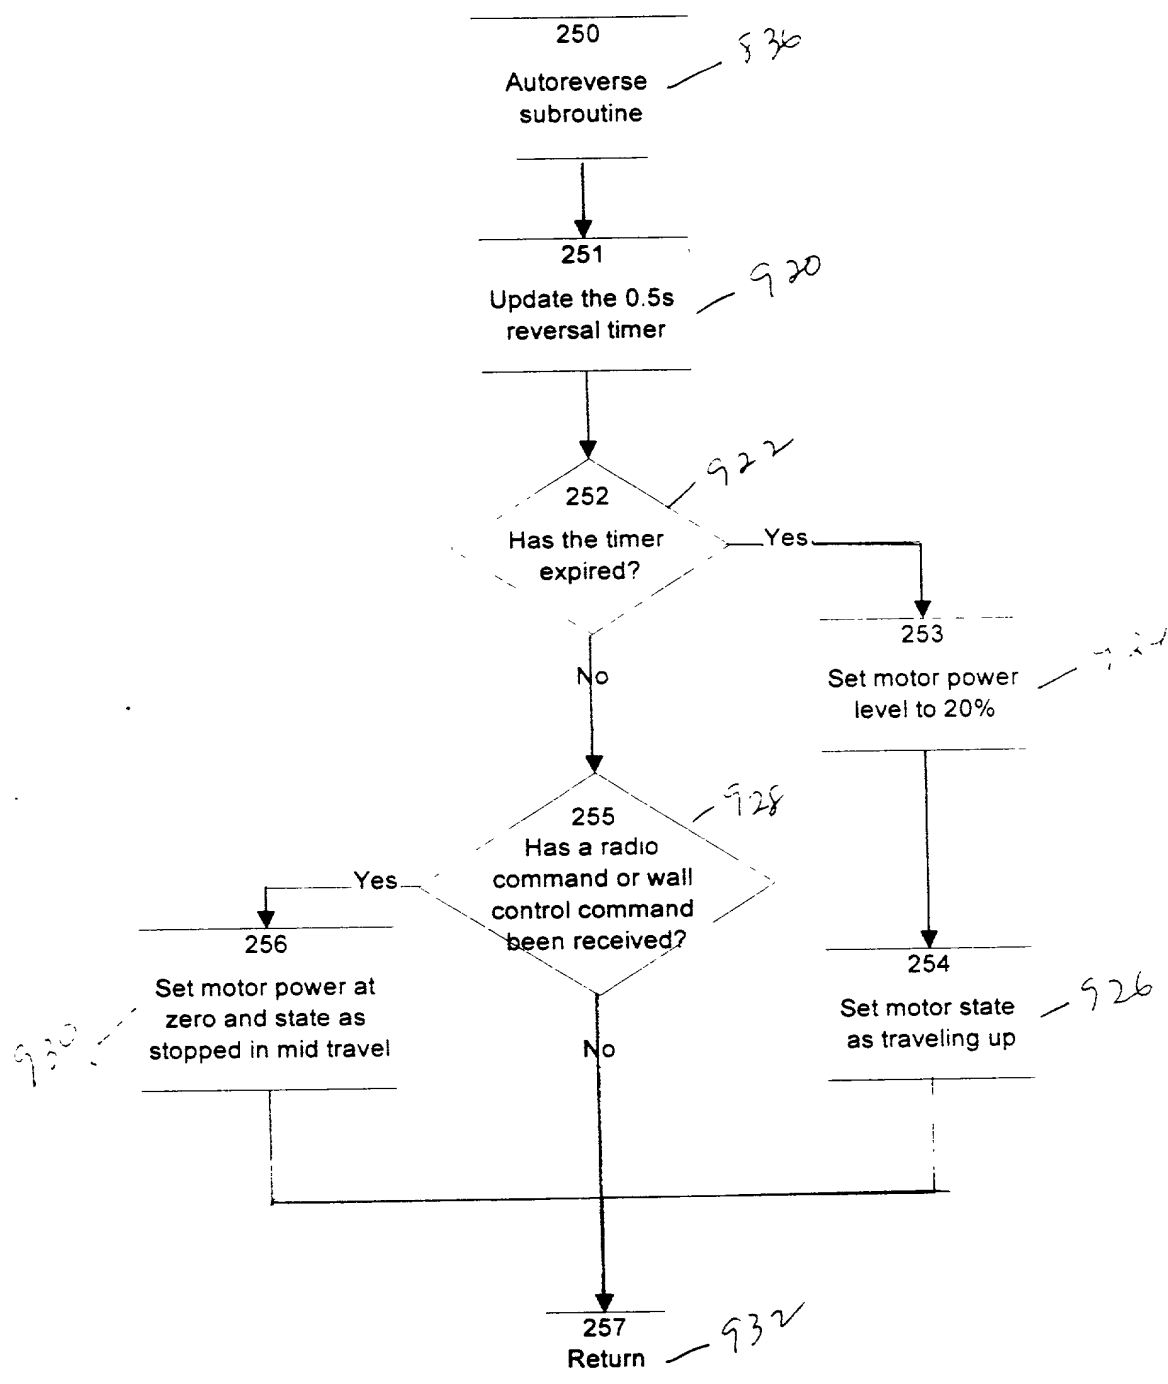 250
836
Autoreverse
subroutine
251
920
Update the 0.5s
reversal timer
252
922
Has the timer
expired?
Yes
253
Set motor power
level to 20%
No
255
928
Has a radio
command or wall
control command
been received?
Yes
256
Set motor power at
zero and state as
stopped in mid travel
930
254
Set motor state
as traveling up
926
No
257
Return
932